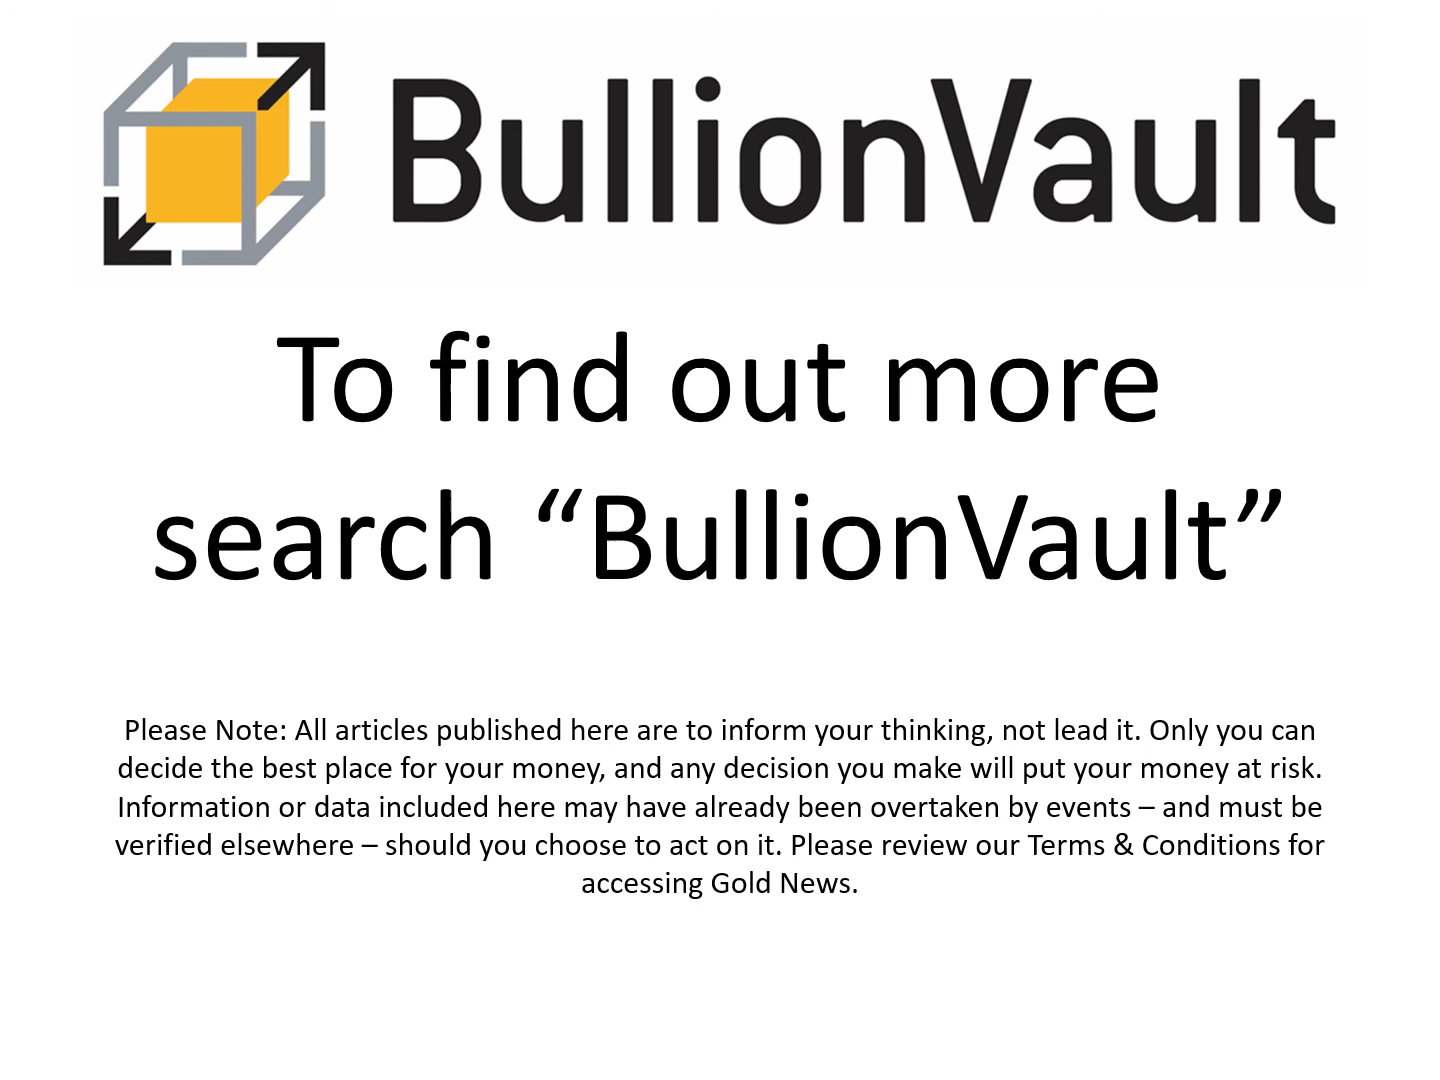 BullionVault
To find out more
search “BullionVault”
Please Note: All articles published here are to inform your thinking, not lead it. Only you can
decide the best place for your money, and any decision you make will put your money at risk.
Information or data included here may have already been overtaken by events – and must be
verified elsewhere – should you choose to act on it. Please review our Terms & Conditions for
accessing Gold News.